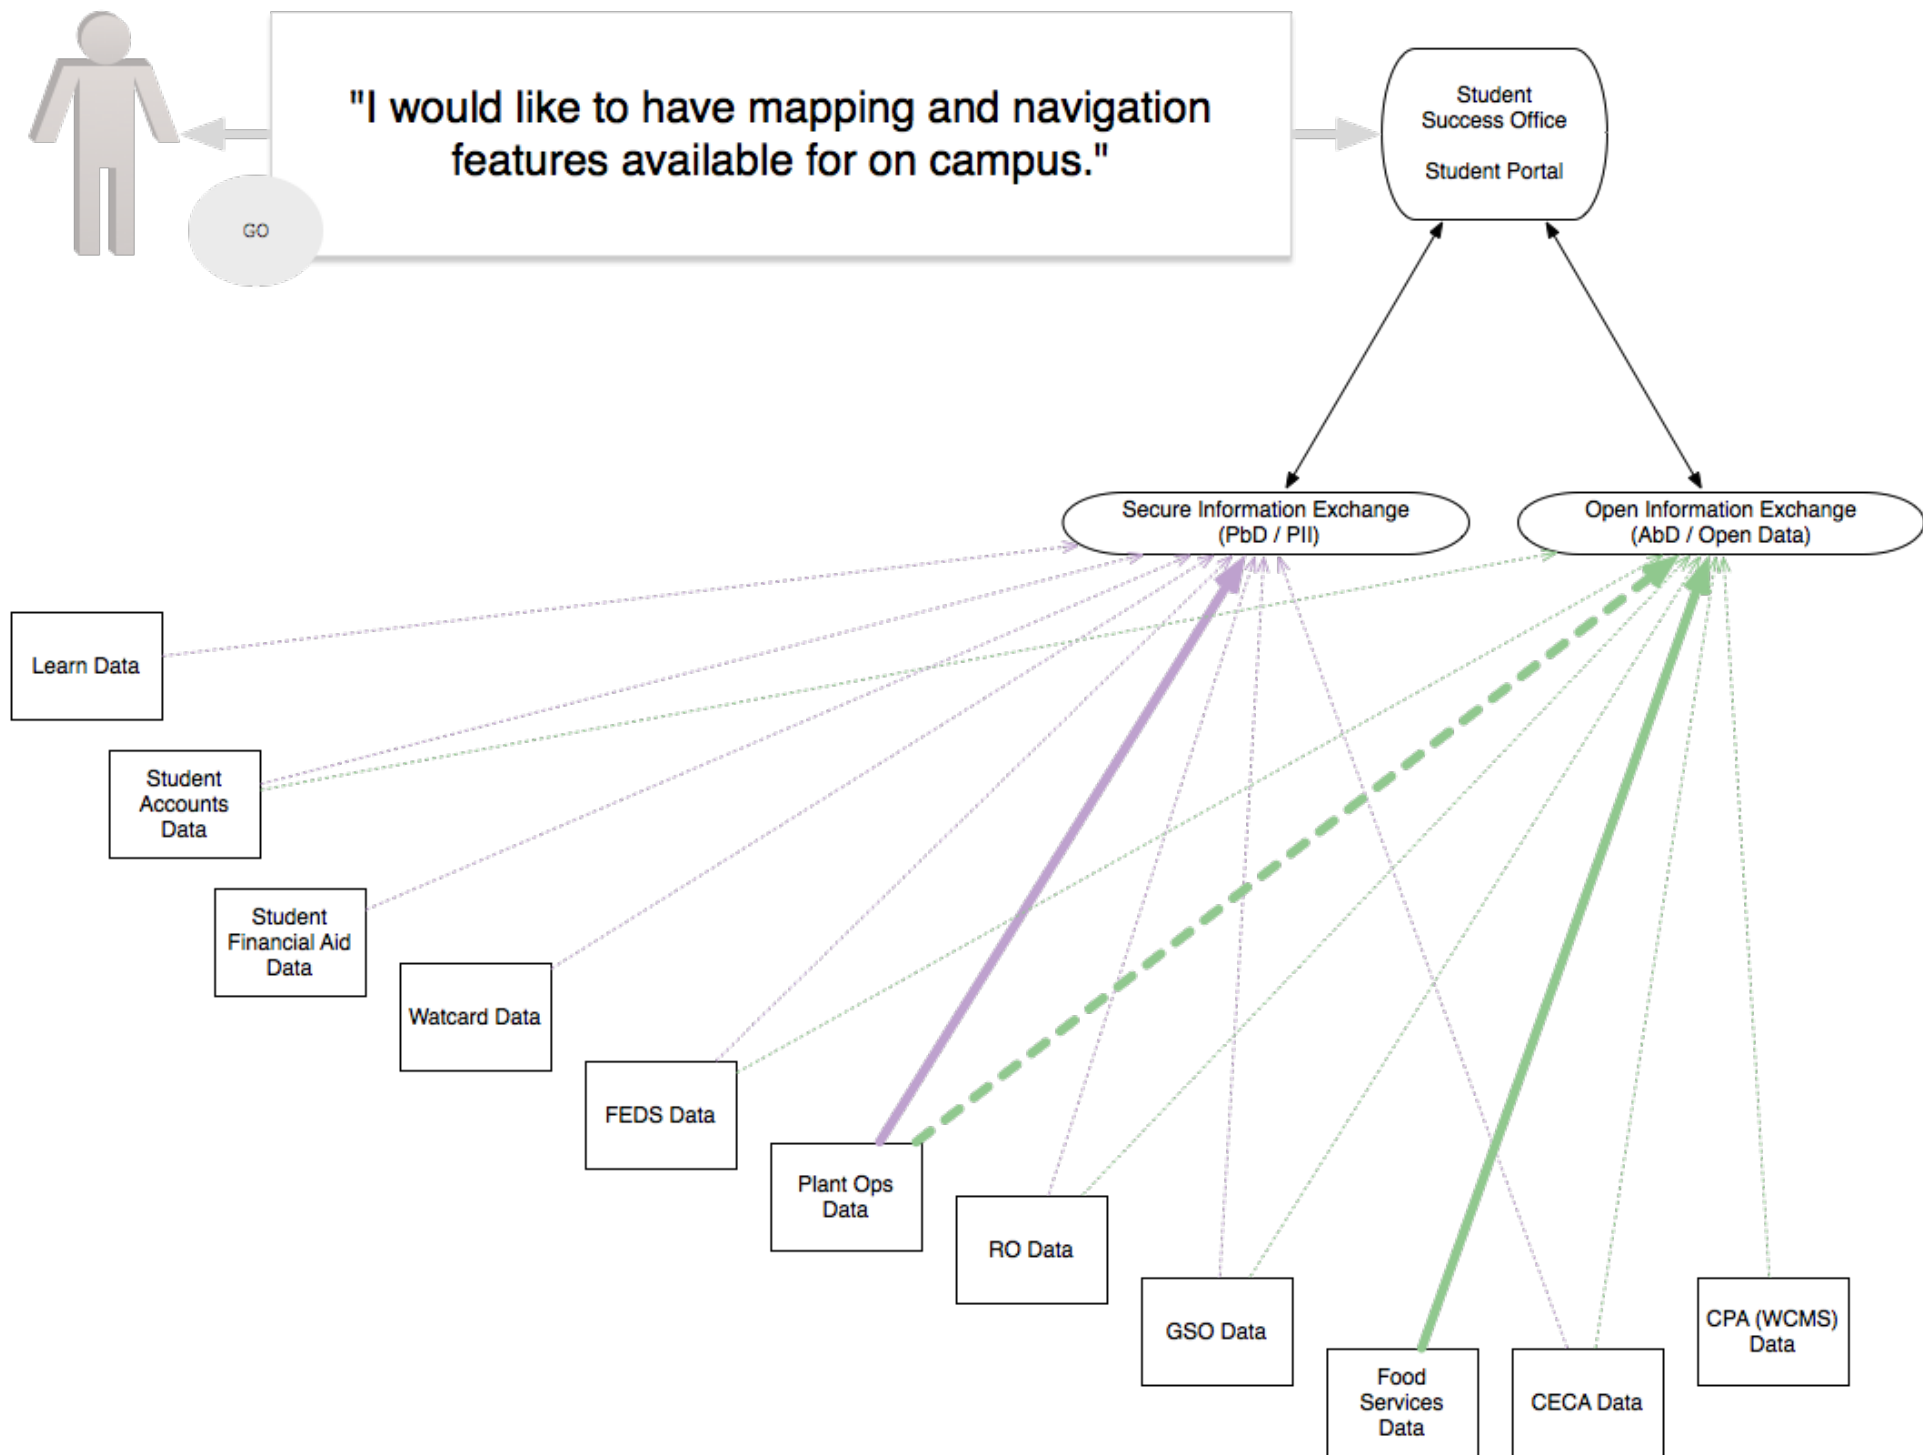 "I would like to have mapping and navigation
features available for on campus."
GO
Student
Success Office
Student Portal
Secure Information Exchange
(PbD / PII)
Open Information Exchange
(AbD / Open Data)
Learn Data
Student
Accounts
Data
Student
Financial Aid
Data
Watcard Data
FEDS Data
Plant Ops
Data
RO Data
GSO Data
Food
Services
Data
CECA Data
CPA (WCMS)
Data